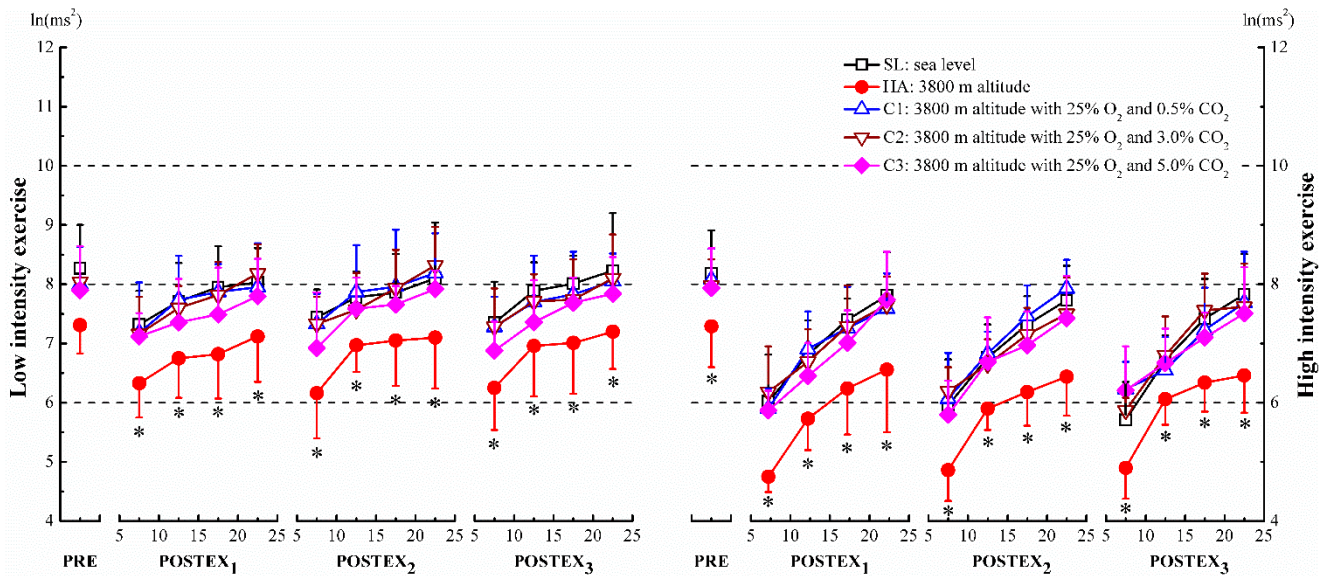 ln(ms²)
ln(ms²)
12
11
10
9
8
7
6
5
4
Low intensity exercise
SL: sea level
HA: 3800 m altitude
C1: 3800 m altitude with 25% O₂ and 0.5% CO₂
C2: 3800 m altitude with 25% O₂ and 3.0% CO₂
C3: 3800 m altitude with 25% O₂ and 5.0% CO₂
12
10
8
6
4
High intensity exercise
* * * *
* * * *
* * *
* * * *
* * * *
* * * *
5 10 15 20 25
5 10 15 20 25
5 10 15 20 25
5 10 15 20 25
5 10 15 20 25
5 10 15 20 25
PRE POSTEX₁ POSTEX₂ POSTEX₃
PRE POSTEX₁ POSTEX₂ POSTEX₃